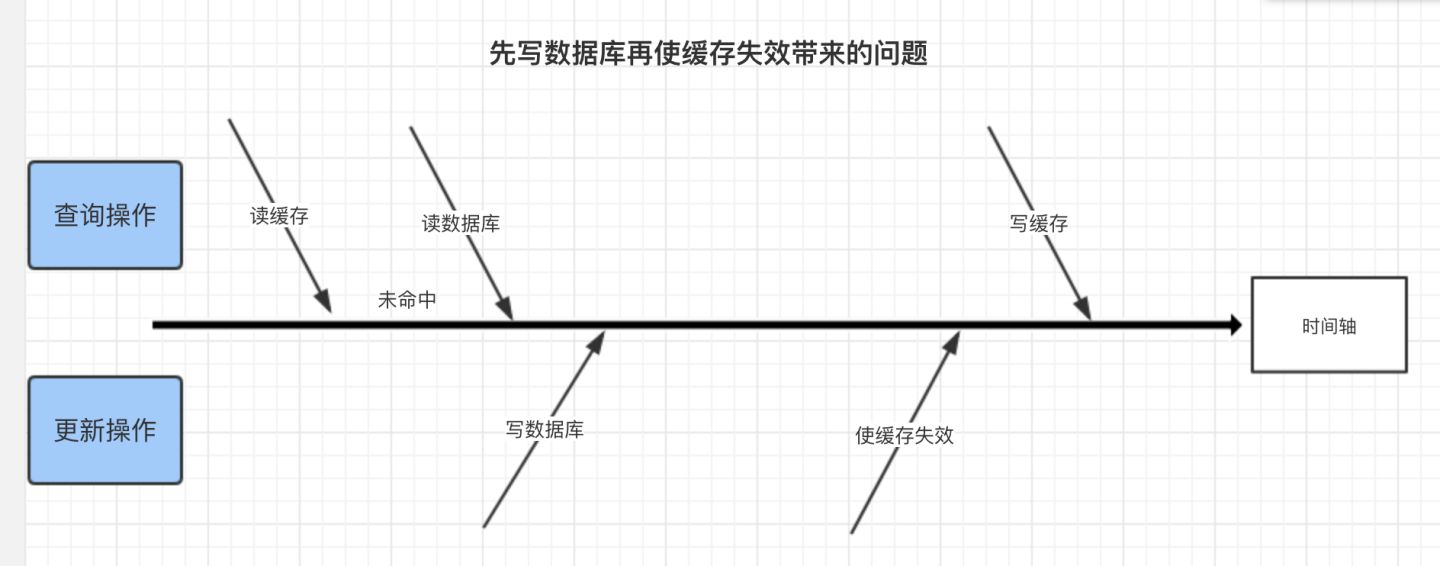 先写数据库再使缓存失效带来的问题
查询操作
读缓存
读数据库
写缓存
未命中
时间轴
更新操作
写数据库
使缓存失效